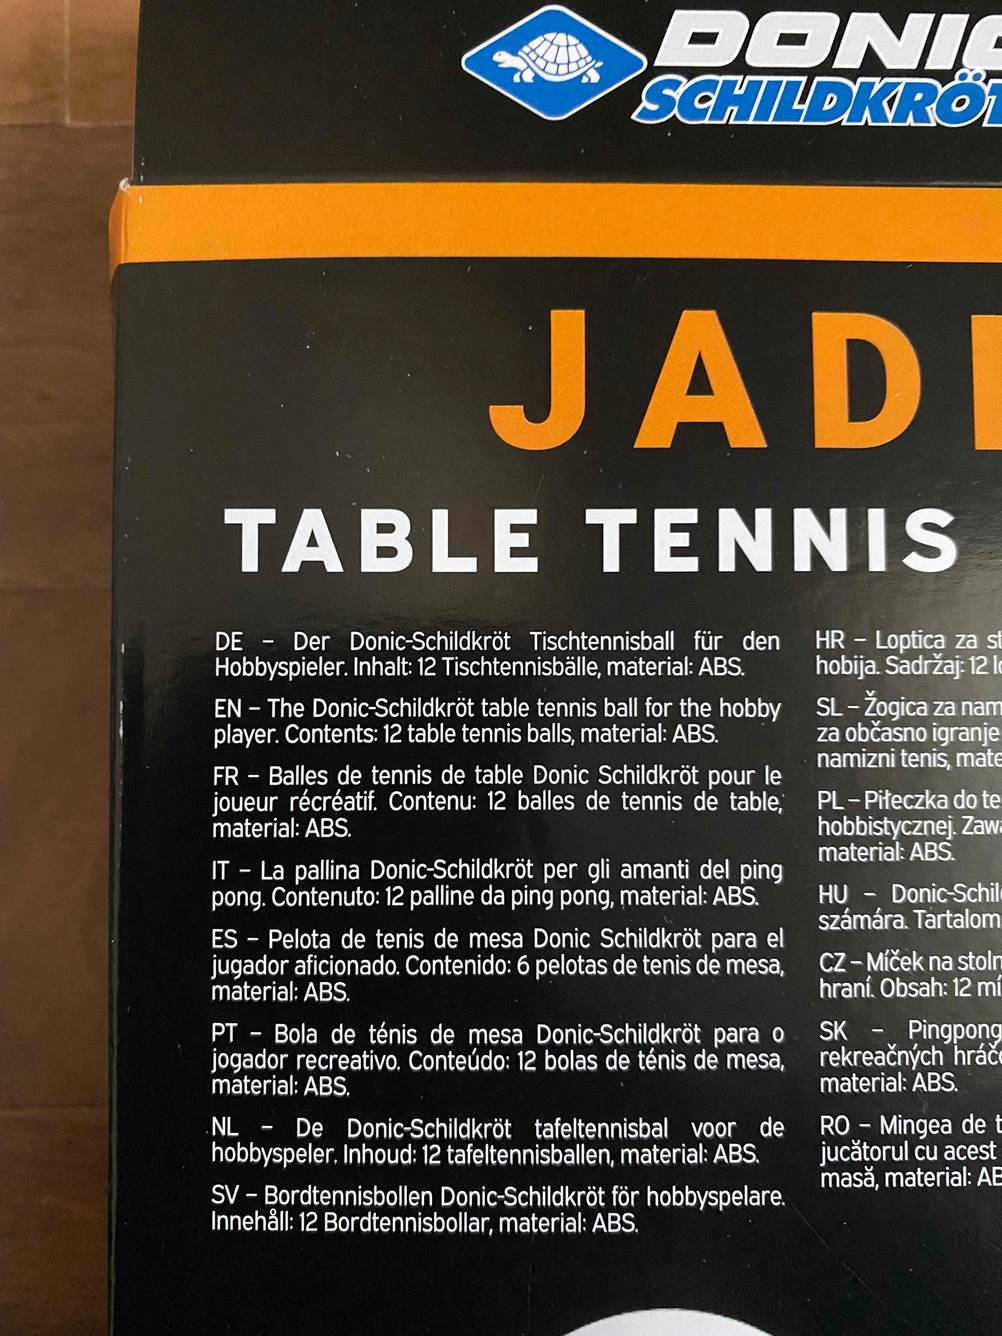 DONIC
SCHILDKRÖT
JAD
TABLE TENNIS
DE – Der Donic-Schildkröt Tischtennisball für den
Hobbyspieler. Inhalt: 12 Tischtennisbälle, material: ABS.
EN – The Donic-Schildkröt table tennis ball for the hobby
player. Contents: 12 table tennis balls, material: ABS.
FR – Balles de tennis de table Donic Schildkröt pour le
joueur récréatif. Contenu: 12 balles de tennis de table,
material: ABS.
IT – La pallina Donic-Schildkröt per gli amanti del ping
pong. Contenuto: 12 palline da ping pong, material: ABS.
ES – Pelota de tenis de mesa Donic Schildkröt para el
jugador aficionado. Contenido: 6 pelotas de tenis de mesa,
material: ABS.
PT – Bola de ténis de mesa Donic-Schildkröt para o
jogador recreativo. Conteúdo: 12 bolas de ténis de mesa,
material: ABS.
NL – De Donic-Schildkröt tafeltennisbal voor de
hobbyspeler. Inhoud: 12 tafeltennisballen, material: ABS.
SV – Bordtennisbollen Donic-Schildkröt för hobbyspelare.
Innehåll: 12 Bordtennisbollar, material: ABS.
HR – Loptica za st
hobija. Sadržaj: 12 l
SL – Žogica za nam
za občasno igranje
namizni tenis, mate
PL – Piłeczka do te
hobbistycznej. Zawa
material: ABS.
HU – Donic-Schil
számára. Tartalom
CZ – Míček na stoln
hraní. Obsah: 12 mí
SK – Pingpong
rekreačných hráč
material: ABS.
RO – Mingea de t
jucătorul cu acest
masă, material: AB